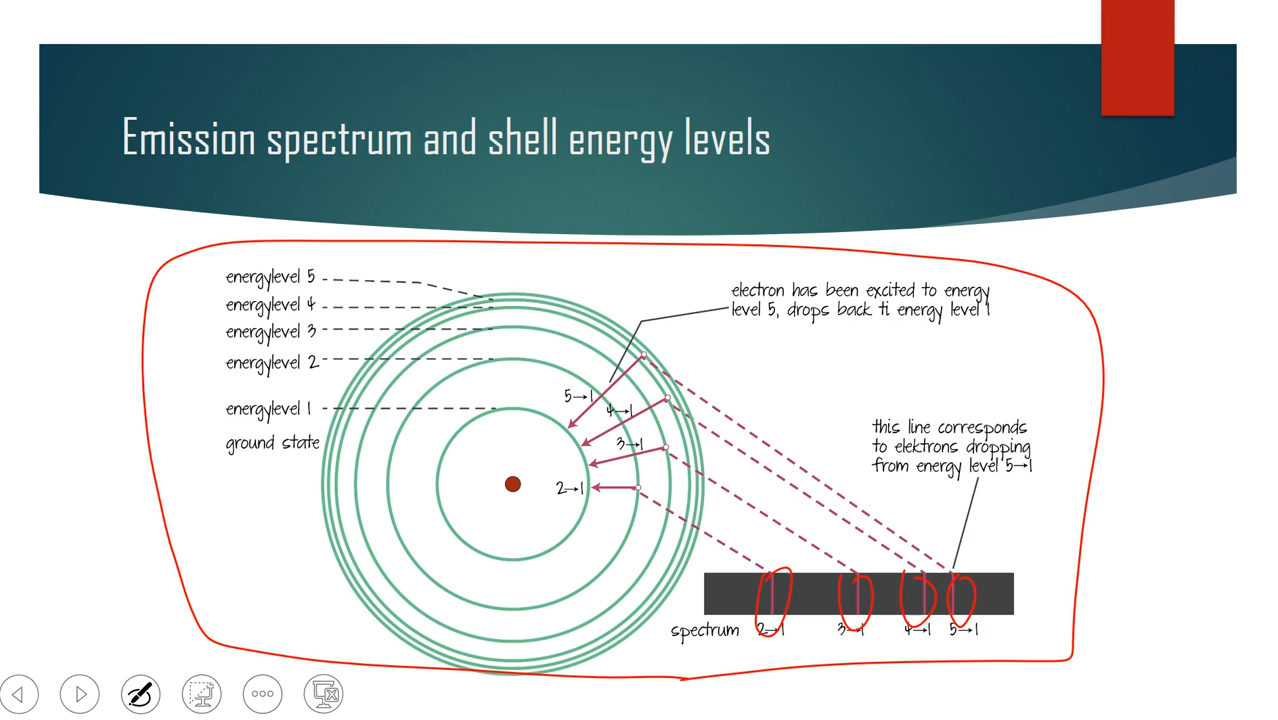 Emission spectrum and shell energy levels
energylevel 5
energylevel 4
energylevel 3
energylevel 2
energylevel 1
ground state
electron has been excited to energy
level 5, drops back ti energy level 1
5→1
4→1
3→1
2→1
this line corresponds
to elektrons dropping
from energy level 5→1
spectrum 2→1 3→1 4→1 5→1